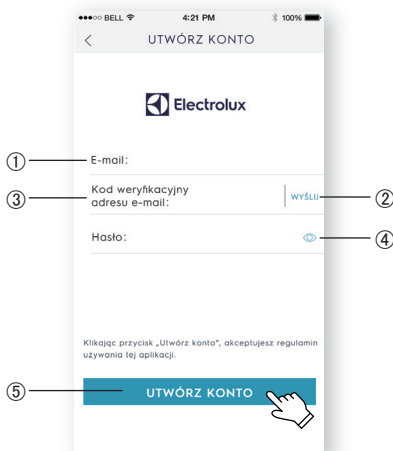 ●●●○○ BELL 4:21 PM 100%
< UTWÓRZ KONTO
Electrolux
① E-mail:
③ Kod weryfikacyjny
adresu e-mail: WYŚLIJ ②
Hasło: ④
Klikając przycisk „Utwórz konto”, akceptujesz regulamin
używania tej aplikacji.
⑤ UTWÓRZ KONTO